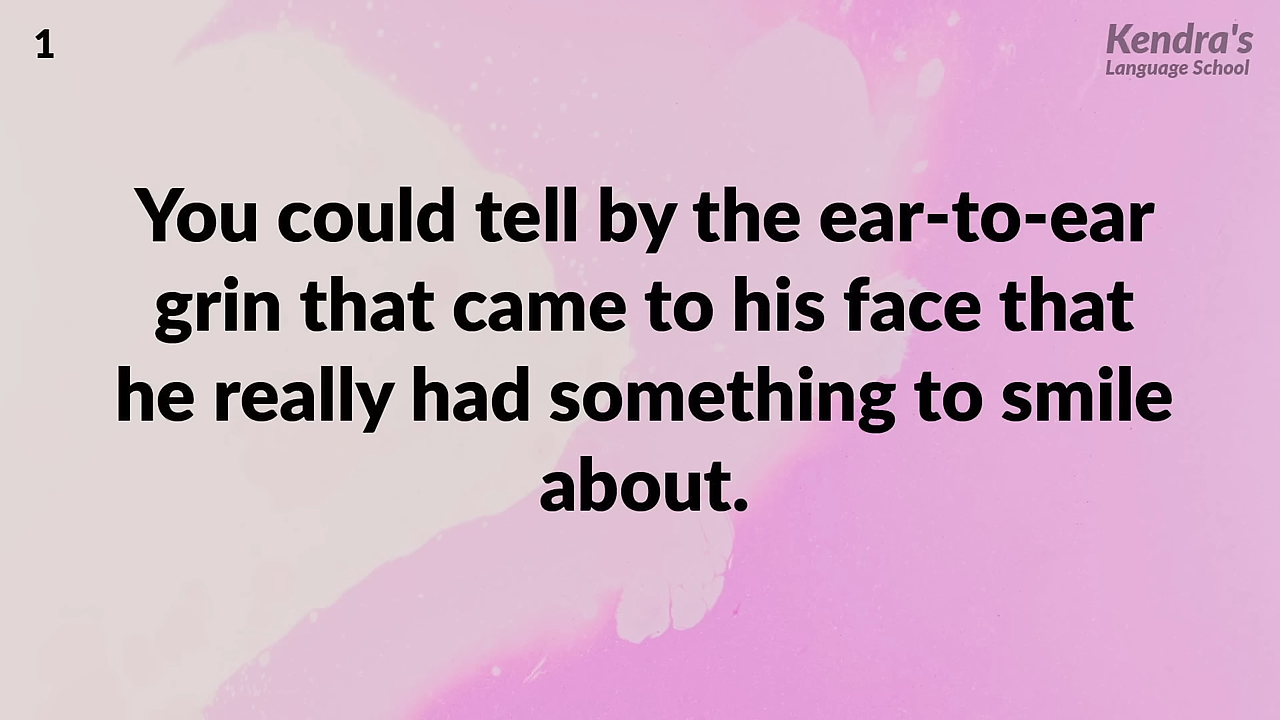 1
Kendra's
Language School
You could tell by the ear-to-ear
grin that came to his face that
he really had something to smile
about.